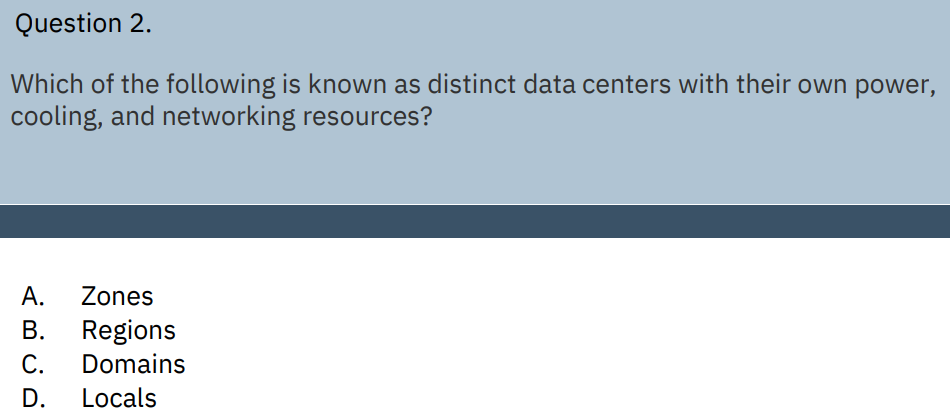 Question 2.
Which of the following is known as distinct data centers with their own power,
cooling, and networking resources?
A. Zones
B. Regions
C. Domains
D. Locals